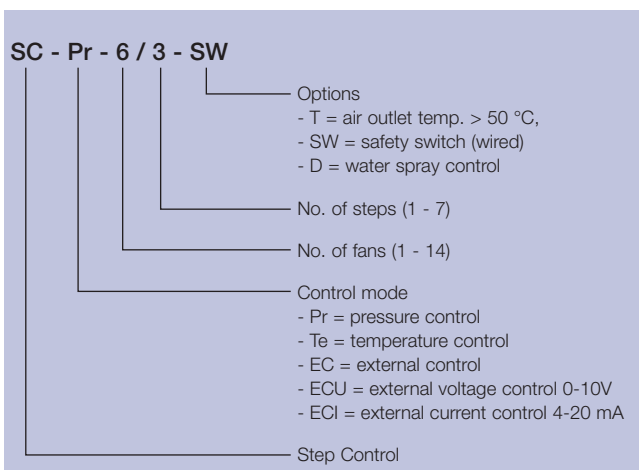 SC - Pr - 6 / 3 - SW
Options
- T = air outlet temp. > 50 °C,
- SW = safety switch (wired)
- D = water spray control
No. of steps (1 - 7)
No. of fans (1 - 14)
Control mode
- Pr = pressure control
- Te = temperature control
- EC = external control
- ECU = external voltage control 0-10V
- ECI = external current control 4-20 mA
Step Control